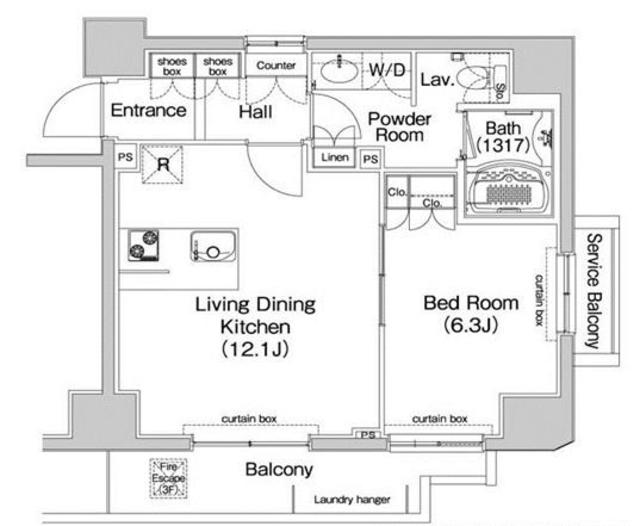 shoes
box
shoes
box
Counter
W/D
Lav.
Sto.
Entrance
Hall
Powder
Room
Bath
(1317)
PS
R
Linen
PS
Clo.
Clo.
Living Dining
Kitchen
(12.1J)
Bed Room
(6.3J)
curtain box
Service Balcony
curtain box
PS
curtain box
Fire
Escape
(3F)
Balcony
Laundry hanger